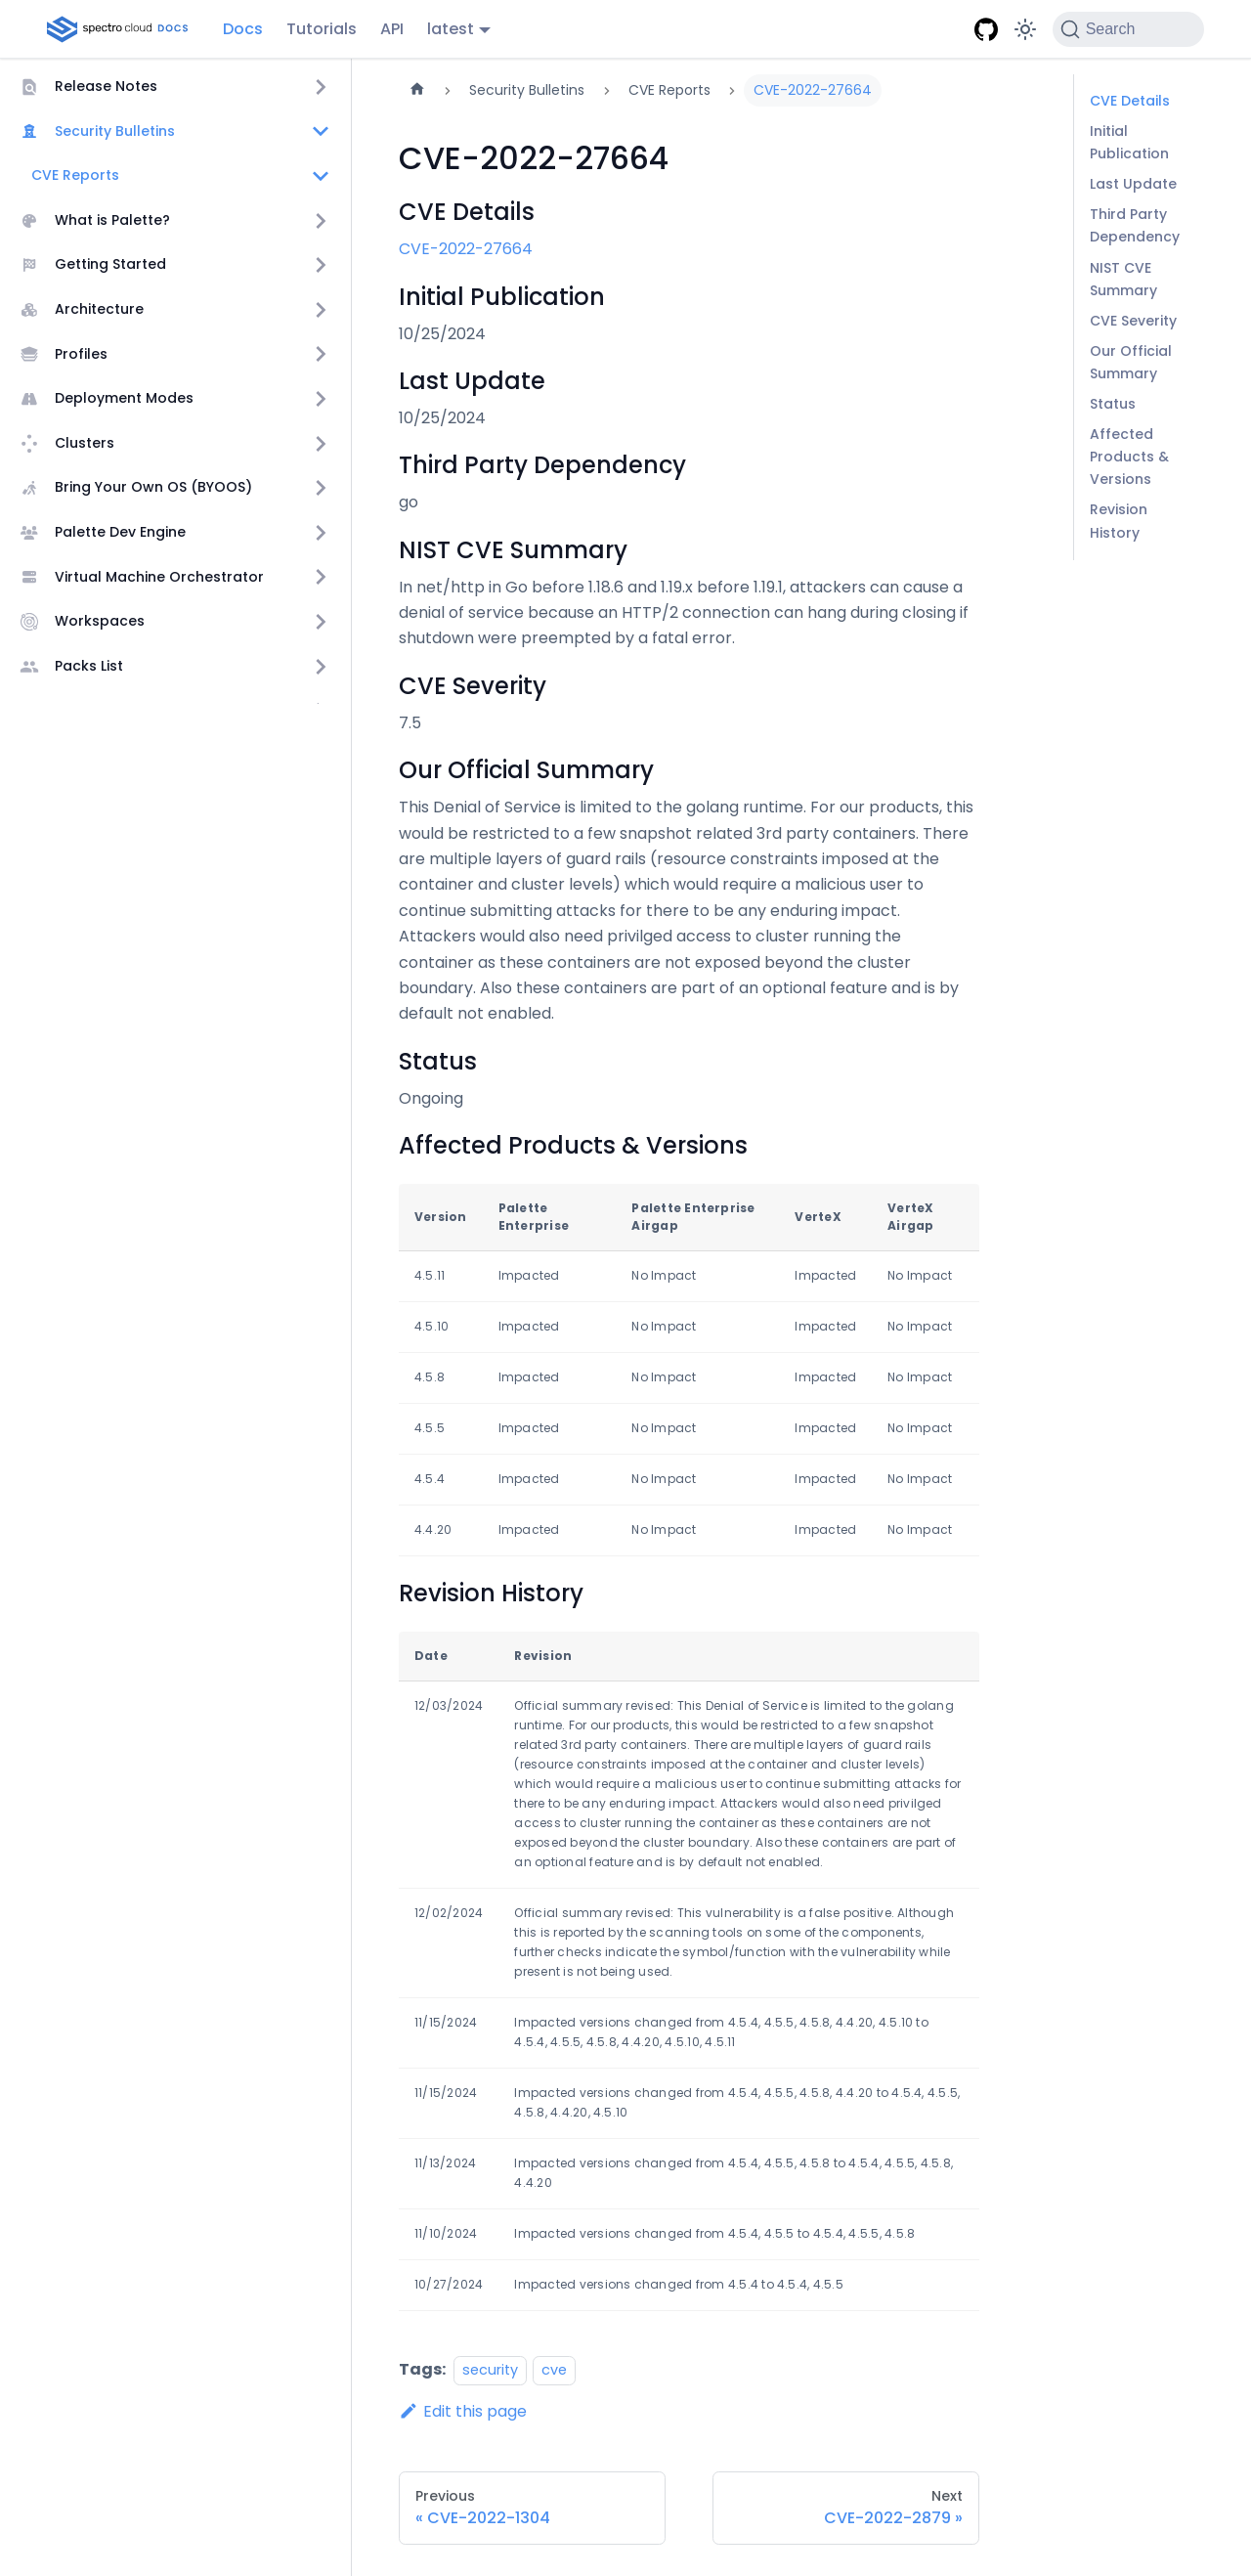 spectro cloud DOCS
Docs
Tutorials
API
latest
Search
Release Notes
Security Bulletins
CVE Reports
What is Palette?
Getting Started
Architecture
Profiles
Deployment Modes
Clusters
Bring Your Own OS (BYOOS)
Palette Dev Engine
Virtual Machine Orchestrator
Workspaces
Packs List
Security Bulletins
CVE Reports
CVE-2022-27664
CVE-2022-27664
CVE Details
CVE-2022-27664
Initial Publication
10/25/2024
Last Update
10/25/2024
Third Party Dependency
go
NIST CVE Summary
In net/http in Go before 1.18.6 and 1.19.x before 1.19.1, attackers can cause a
denial of service because an HTTP/2 connection can hang during closing if
shutdown were preempted by a fatal error.
CVE Severity
7.5
Our Official Summary
This Denial of Service is limited to the golang runtime. For our products, this
would be restricted to a few snapshot related 3rd party containers. There
are multiple layers of guard rails (resource constraints imposed at the
container and cluster levels) which would require a malicious user to
continue submitting attacks for there to be any enduring impact.
Attackers would also need privilged access to cluster running the
container as these containers are not exposed beyond the cluster
boundary. Also these containers are part of an optional feature and is by
default not enabled.
Status
Ongoing
Affected Products & Versions
Version Palette Enterprise Palette Enterprise Airgap VerteX VerteX Airgap
4.5.11 Impacted No Impact Impacted No Impact
4.5.10 Impacted No Impact Impacted No Impact
4.5.8 Impacted No Impact Impacted No Impact
4.5.5 Impacted No Impact Impacted No Impact
4.5.4 Impacted No Impact Impacted No Impact
4.4.20 Impacted No Impact Impacted No Impact
Revision History
Date Revision
12/03/2024 Official summary revised: This Denial of Service is limited to the golang
runtime. For our products, this would be restricted to a few snapshot
related 3rd party containers. There are multiple layers of guard rails
(resource constraints imposed at the container and cluster levels)
which would require a malicious user to continue submitting attacks for
there to be any enduring impact. Attackers would also need privilged
access to cluster running the container as these containers are not
exposed beyond the cluster boundary. Also these containers are part of
an optional feature and is by default not enabled.
12/02/2024 Official summary revised: This vulnerability is a false positive. Although
this is reported by the scanning tools on some of the components,
further checks indicate the symbol/function with the vulnerability while
present is not being used.
11/15/2024 Impacted versions changed from 4.5.4, 4.5.5, 4.5.8, 4.4.20, 4.5.10 to
4.5.4, 4.5.5, 4.5.8, 4.4.20, 4.5.10, 4.5.11
11/15/2024 Impacted versions changed from 4.5.4, 4.5.5, 4.5.8, 4.4.20 to 4.5.4, 4.5.5,
4.5.8, 4.4.20, 4.5.10
11/13/2024 Impacted versions changed from 4.5.4, 4.5.5, 4.5.8 to 4.5.4, 4.5.5, 4.5.8,
4.4.20
11/10/2024 Impacted versions changed from 4.5.4, 4.5.5 to 4.5.4, 4.5.5, 4.5.8
10/27/2024 Impacted versions changed from 4.5.4 to 4.5.4, 4.5.5
Tags: security cve
Edit this page
Previous
« CVE-2022-1304
Next
CVE-2022-2879 »
CVE Details
Initial
Publication
Last Update
Third Party
Dependency
NIST CVE
Summary
CVE Severity
Our Official
Summary
Status
Affected
Products &
Versions
Revision
History